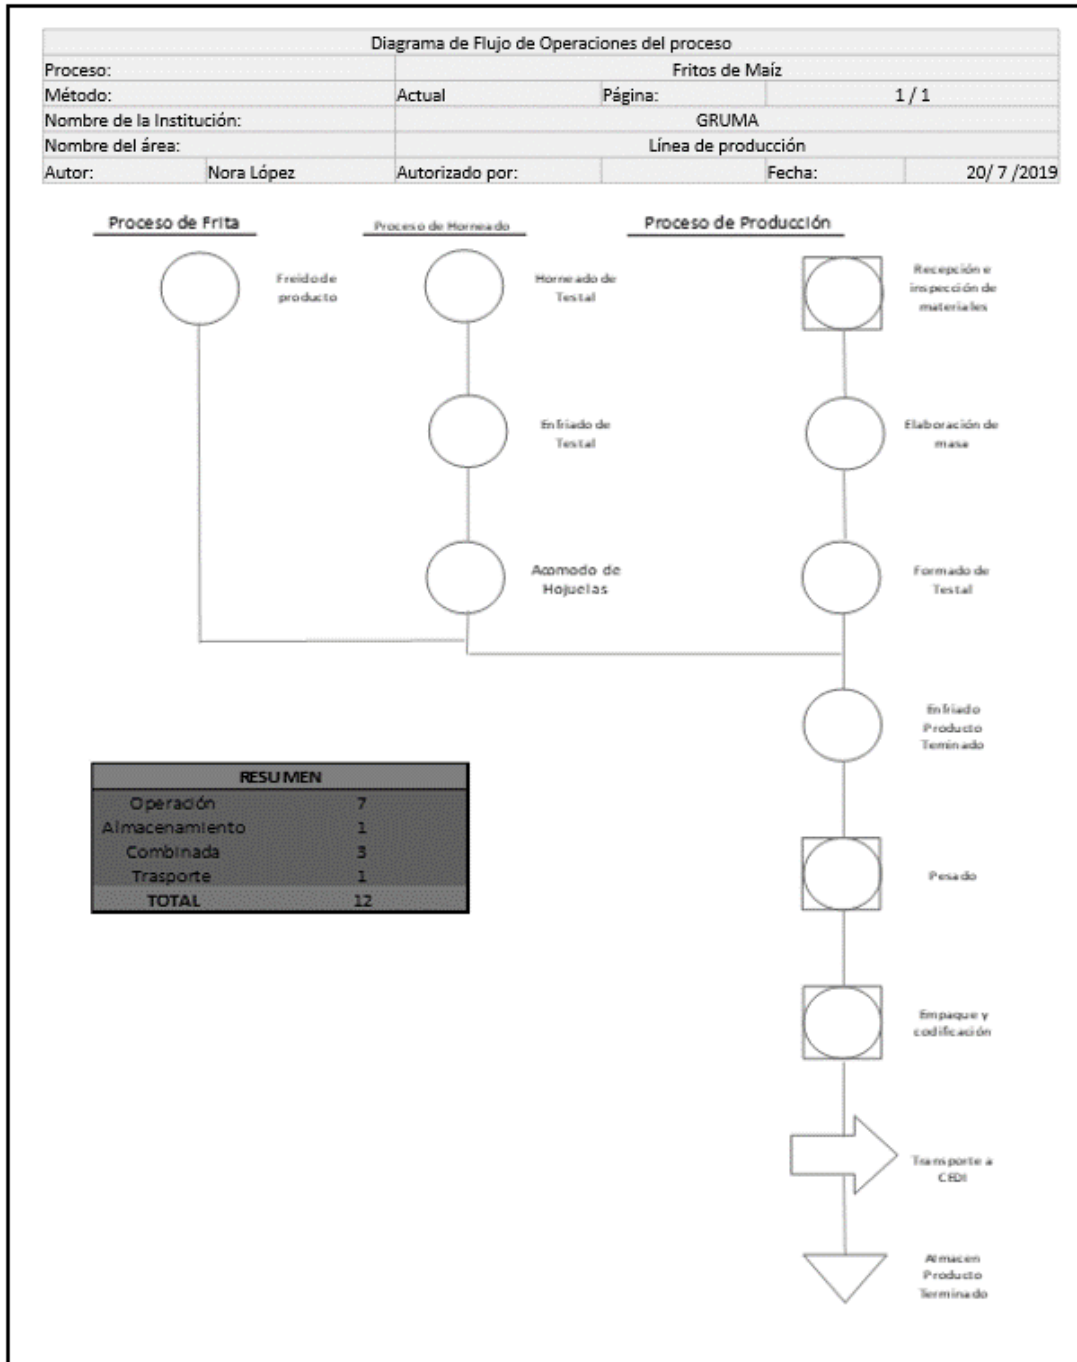 Diagrama de Flujo de Operaciones del proceso
Proceso: Fritos de Maíz
Método: Actual Página: 1 / 1
Nombre de la Institución: GRUMA
Nombre del área: Línea de producción
Autor: Nora López Autorizado por: Fecha: 20/ 7 /2019
Proceso de Frita
Freido de
producto
Proceso de Horneado
Horneado de
Testal
Enfriado de
Testal
Acomodo de
Hojuelas
Proceso de Producción
Recepción e
inspección de
materiales
Elaboración de
masa
Formado de
Testal
Enfriado
Producto
Teminado
Pesado
Empaque y
codificación
Transporte a
CEDI
Almacen
Producto
Terminado
RESUMEN
Operación 7
Almacenamiento 1
Combinada 3
Trasporte 1
TOTAL 12